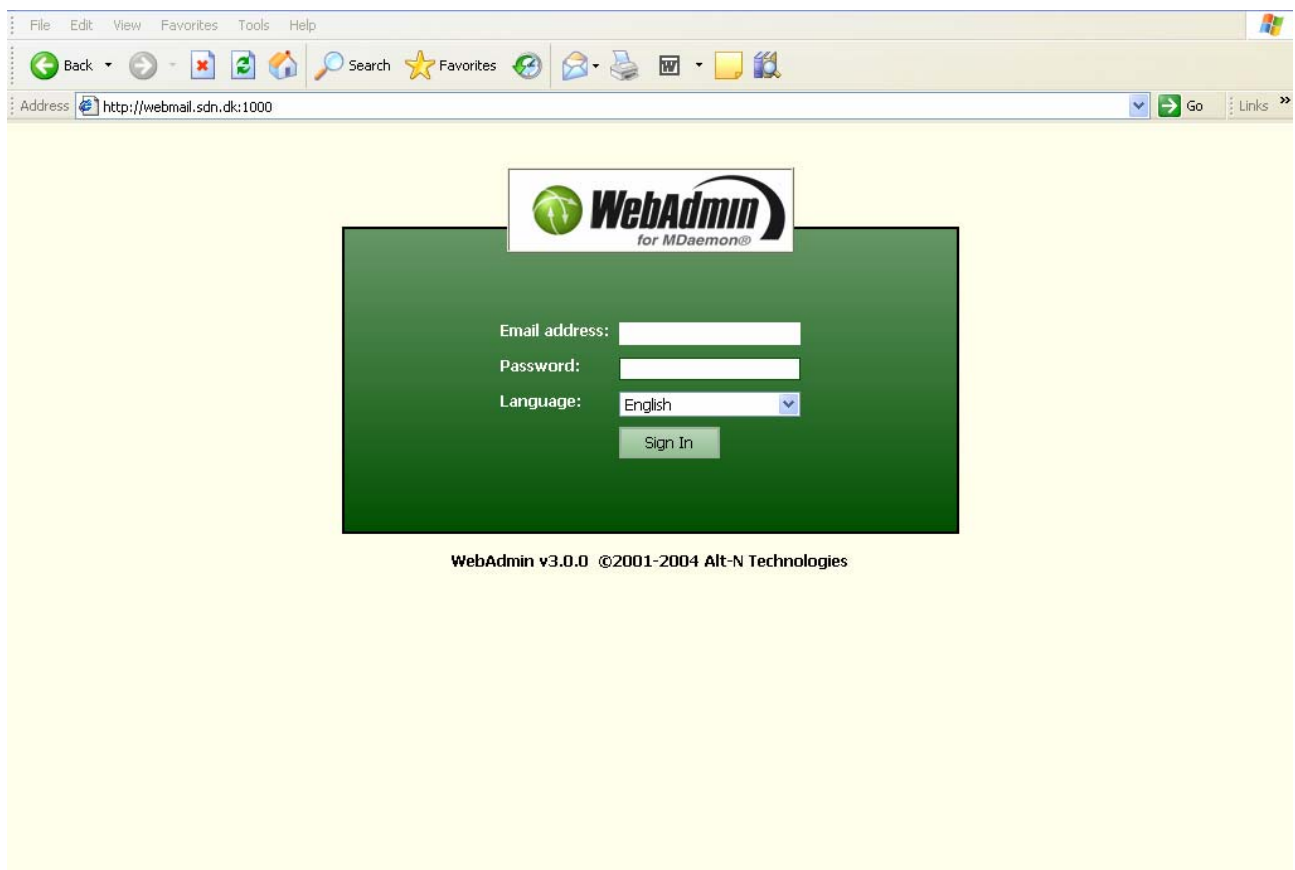 File Edit View Favorites Tools Help
Back Search Favorites
Address http://webmail.sdn.dk:1000 Go Links »
WebAdmin
for MDaemon®
Email address:
Password:
Language: English
Sign In
WebAdmin v3.0.0 ©2001-2004 Alt-N Technologies